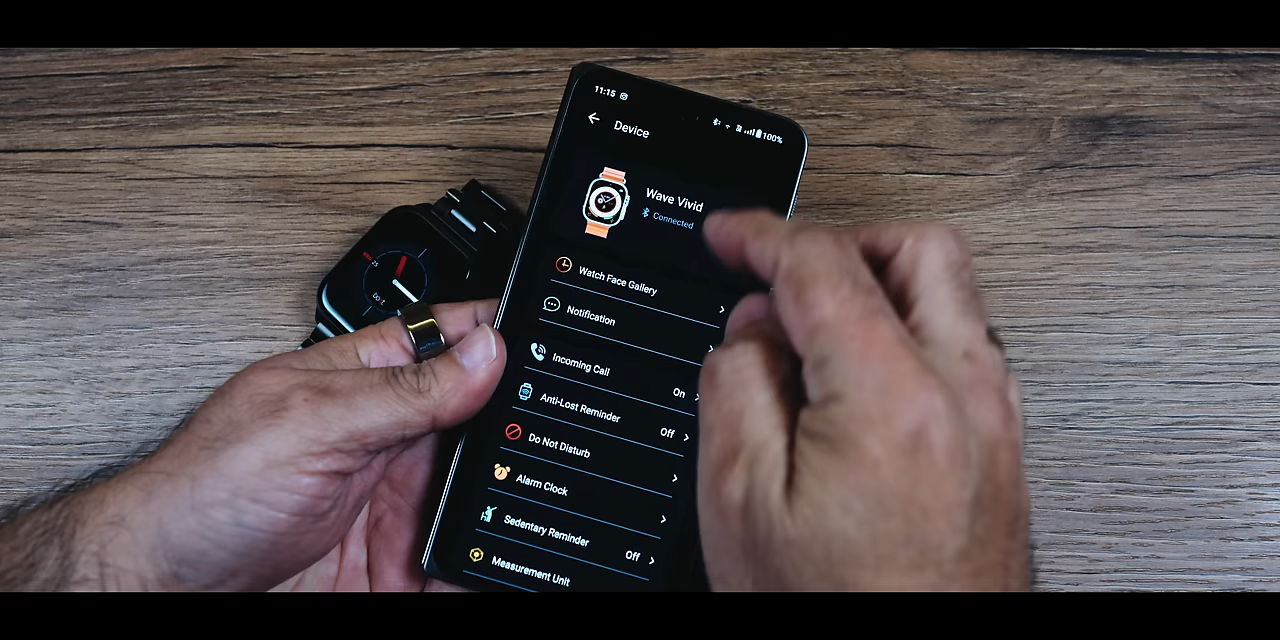 11:15
100%
Device
Wave Vivid
Connected
Watch Face Gallery
Notification
Incoming Call
On
Anti-Lost Reminder
Off
Do Not Disturb
Alarm Clock
Sedentary Reminder
Off
Measurement Unit
25